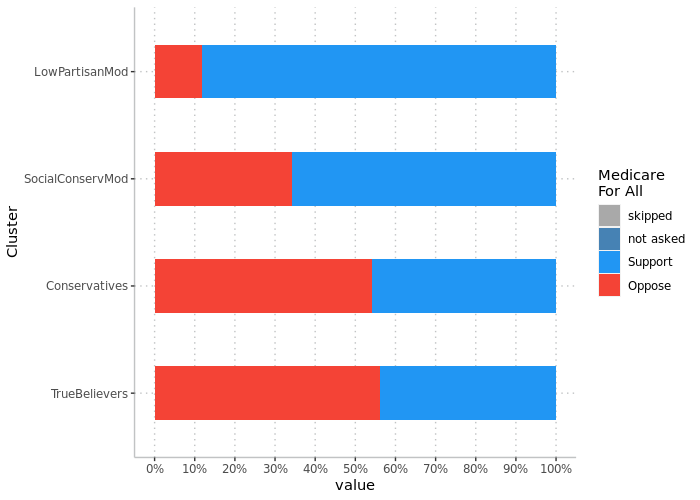 LowPartisanMod
SocialConservMod
Conservatives
TrueBelievers
Cluster
0% 10% 20% 30% 40% 50% 60% 70% 80% 90% 100%
value
Medicare
For All
skipped
not asked
Support
Oppose